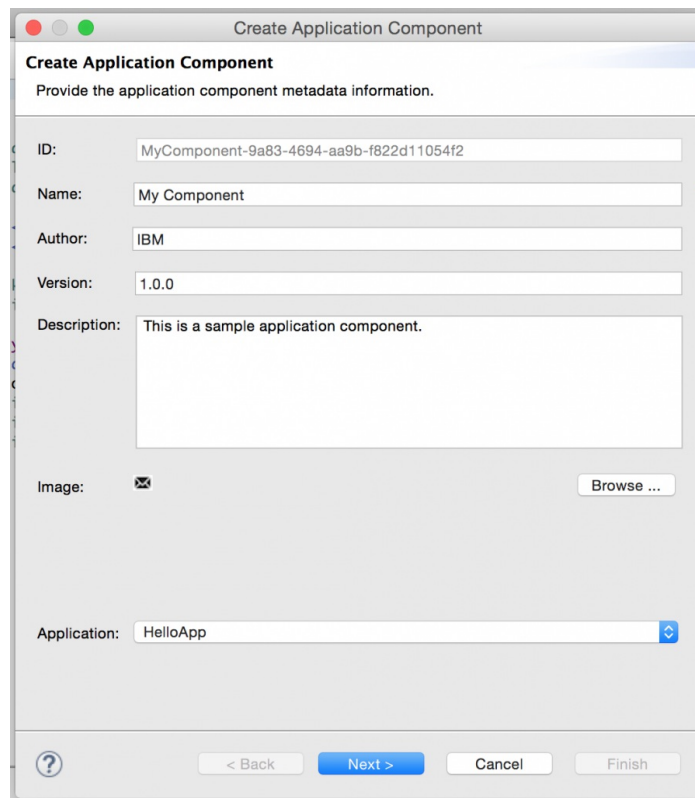 Create Application Component
Create Application Component
Provide the application component metadata information.
ID: MyComponent-9a83-4694-aa9b-f822d11054f2
Name: My Component
Author: IBM
Version: 1.0.0
Description: This is a sample application component.
Image: Browse ...
Application: HelloApp
? < Back Next > Cancel Finish